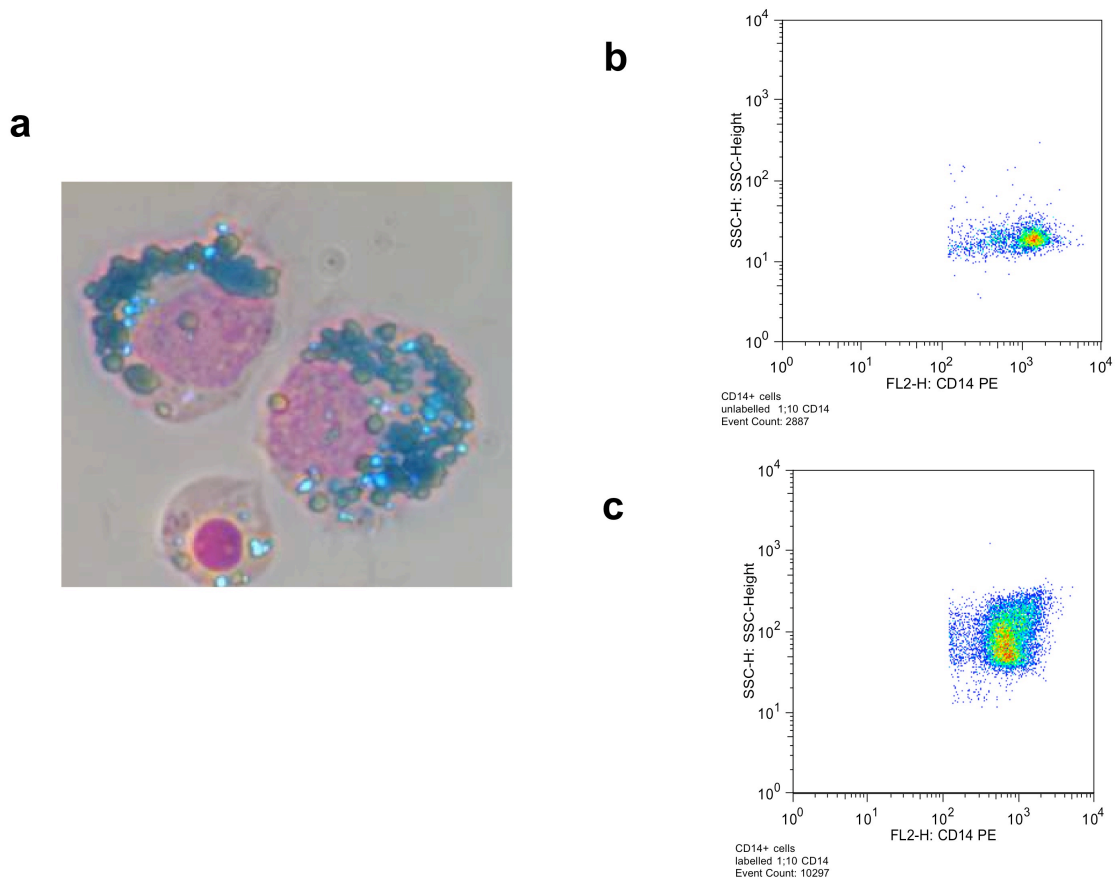 a
b
10^4
10^3
10^2
10^1
10^0
SSC-H: SSC-Height
10^0 10^1 10^2 10^3 10^4
FL2-H: CD14 PE
CD14+ cells
unlabelled 1;10 CD14
Event Count: 2887
c
10^4
10^3
10^2
10^1
10^0
SSC-H: SSC-Height
10^0 10^1 10^2 10^3 10^4
FL2-H: CD14 PE
CD14+ cells
labelled 1;10 CD14
Event Count: 10297